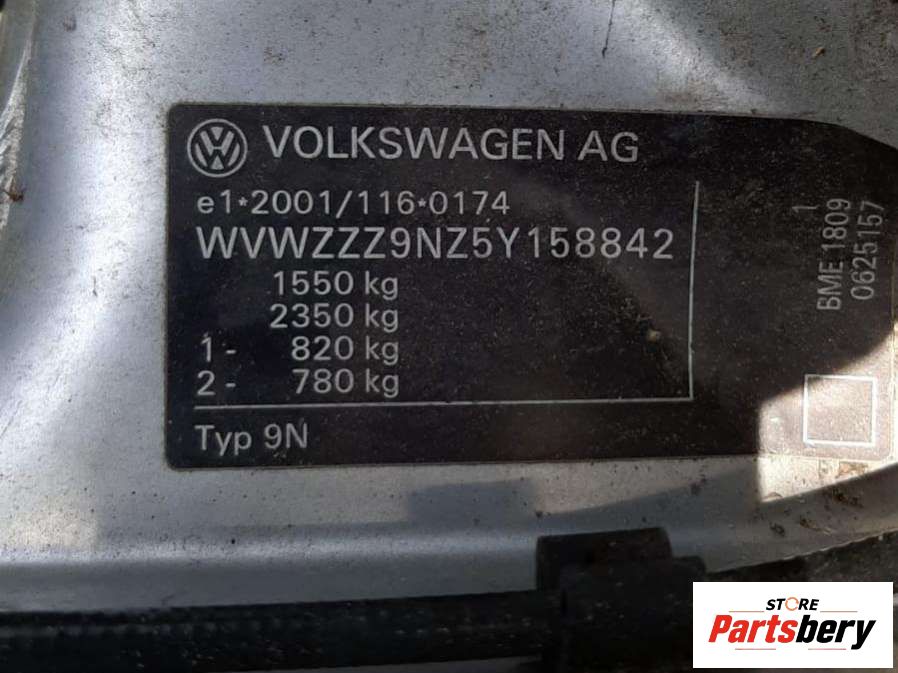 VOLKSWAGEN AG
e1*2001/116*0174
WVWZZZ9NZ5Y158842
1550 kg
2350 kg
1- 820 kg
2- 780 kg
Typ 9N
1
BME 1809
0625157
STORE
Partsbery